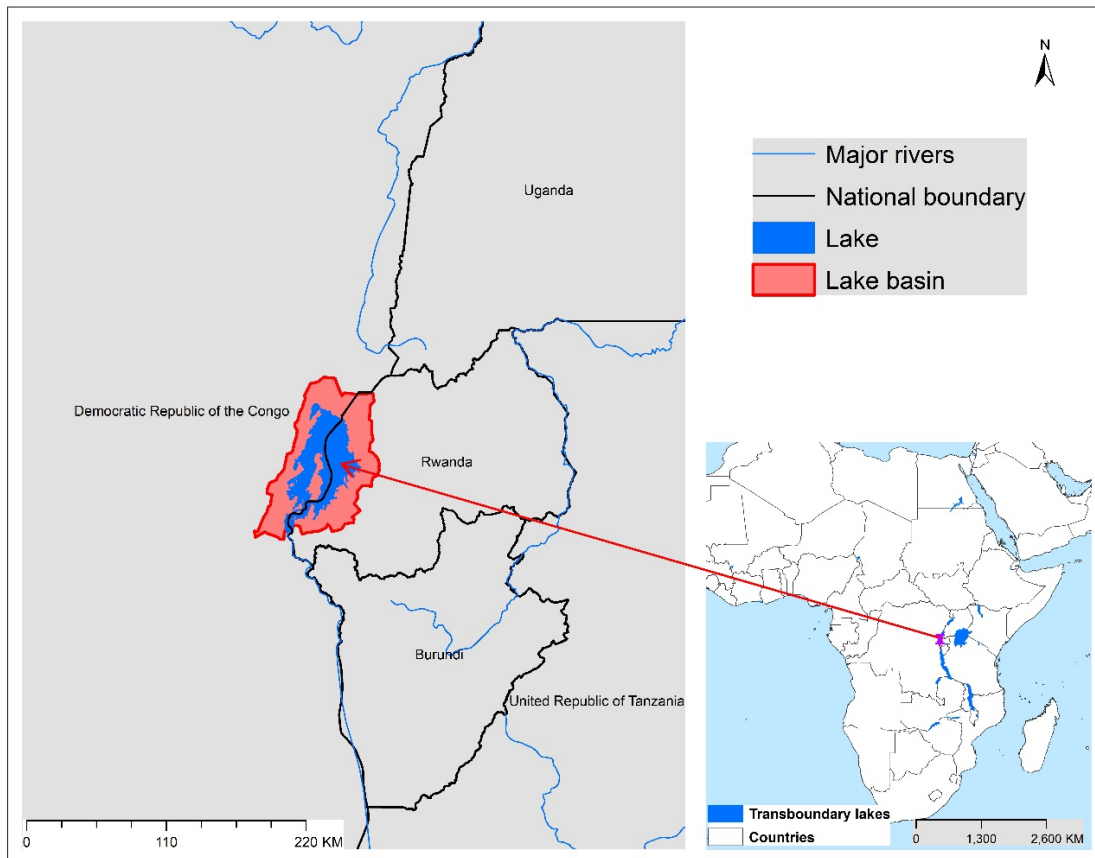 N
Major rivers
National boundary
Lake
Lake basin
Uganda
Democratic Republic of the Congo
Rwanda
Burundi
United Republic of Tanzania
0 110 220 KM
Transboundary lakes
Countries
0 1,300 2,600 KM